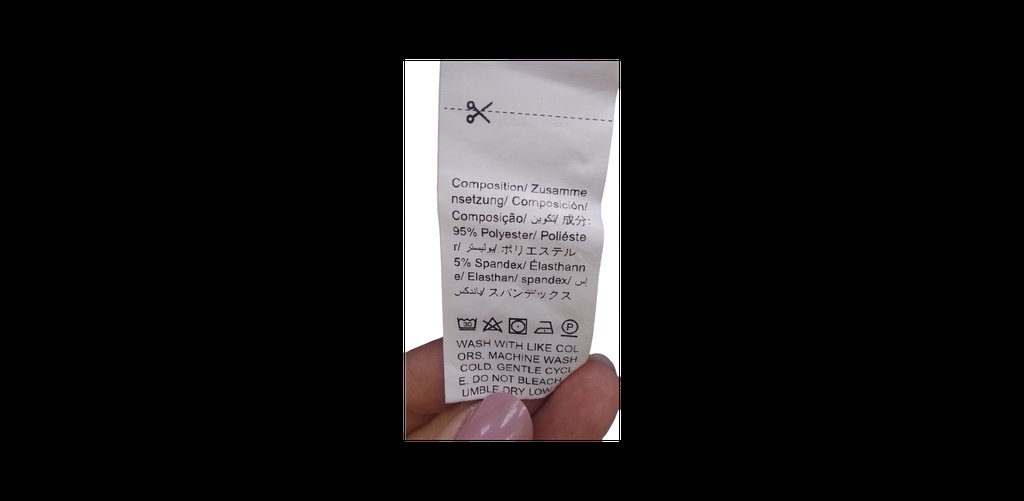 Composition/ Zusamme
nsetzung/ Composición/
Composição/ تكوين/ 成分:
95% Polyester/ Poliéste
r/ بوليستر/ ポリエステル
5% Spandex/ Élasthann
e/ Elasthan/ spandex/ إس
باندكس/ スパンデックス
30 P
WASH WITH LIKE COL
ORS. MACHINE WASH
COLD. GENTLE CYCL
E. DO NOT BLEACH
UMBLE DRY LOW